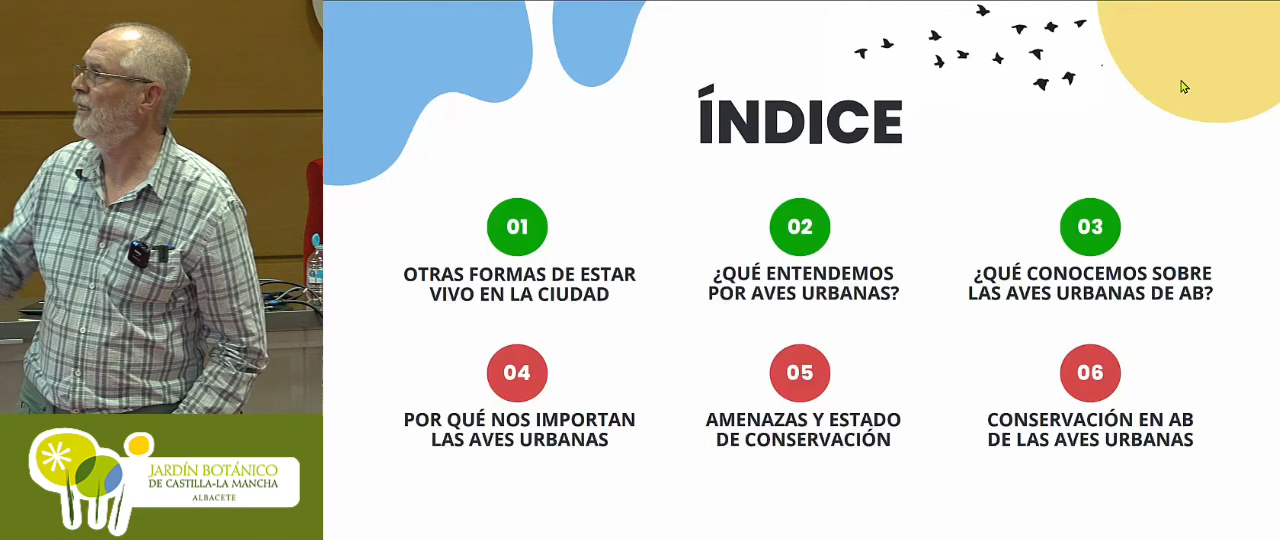 ÍNDICE
01
02
03
OTRAS FORMAS DE ESTAR
VIVO EN LA CIUDAD
¿QUÉ ENTENDEMOS
POR AVES URBANAS?
¿QUÉ CONOCEMOS SOBRE
LAS AVES URBANAS DE AB?
04
05
06
POR QUÉ NOS IMPORTAN
LAS AVES URBANAS
AMENAZAS Y ESTADO
DE CONSERVACIÓN
CONSERVACIÓN EN AB
DE LAS AVES URBANAS
JARDÍN BOTÁNICO
DE CASTILLA-LA MANCHA
ALBACETE